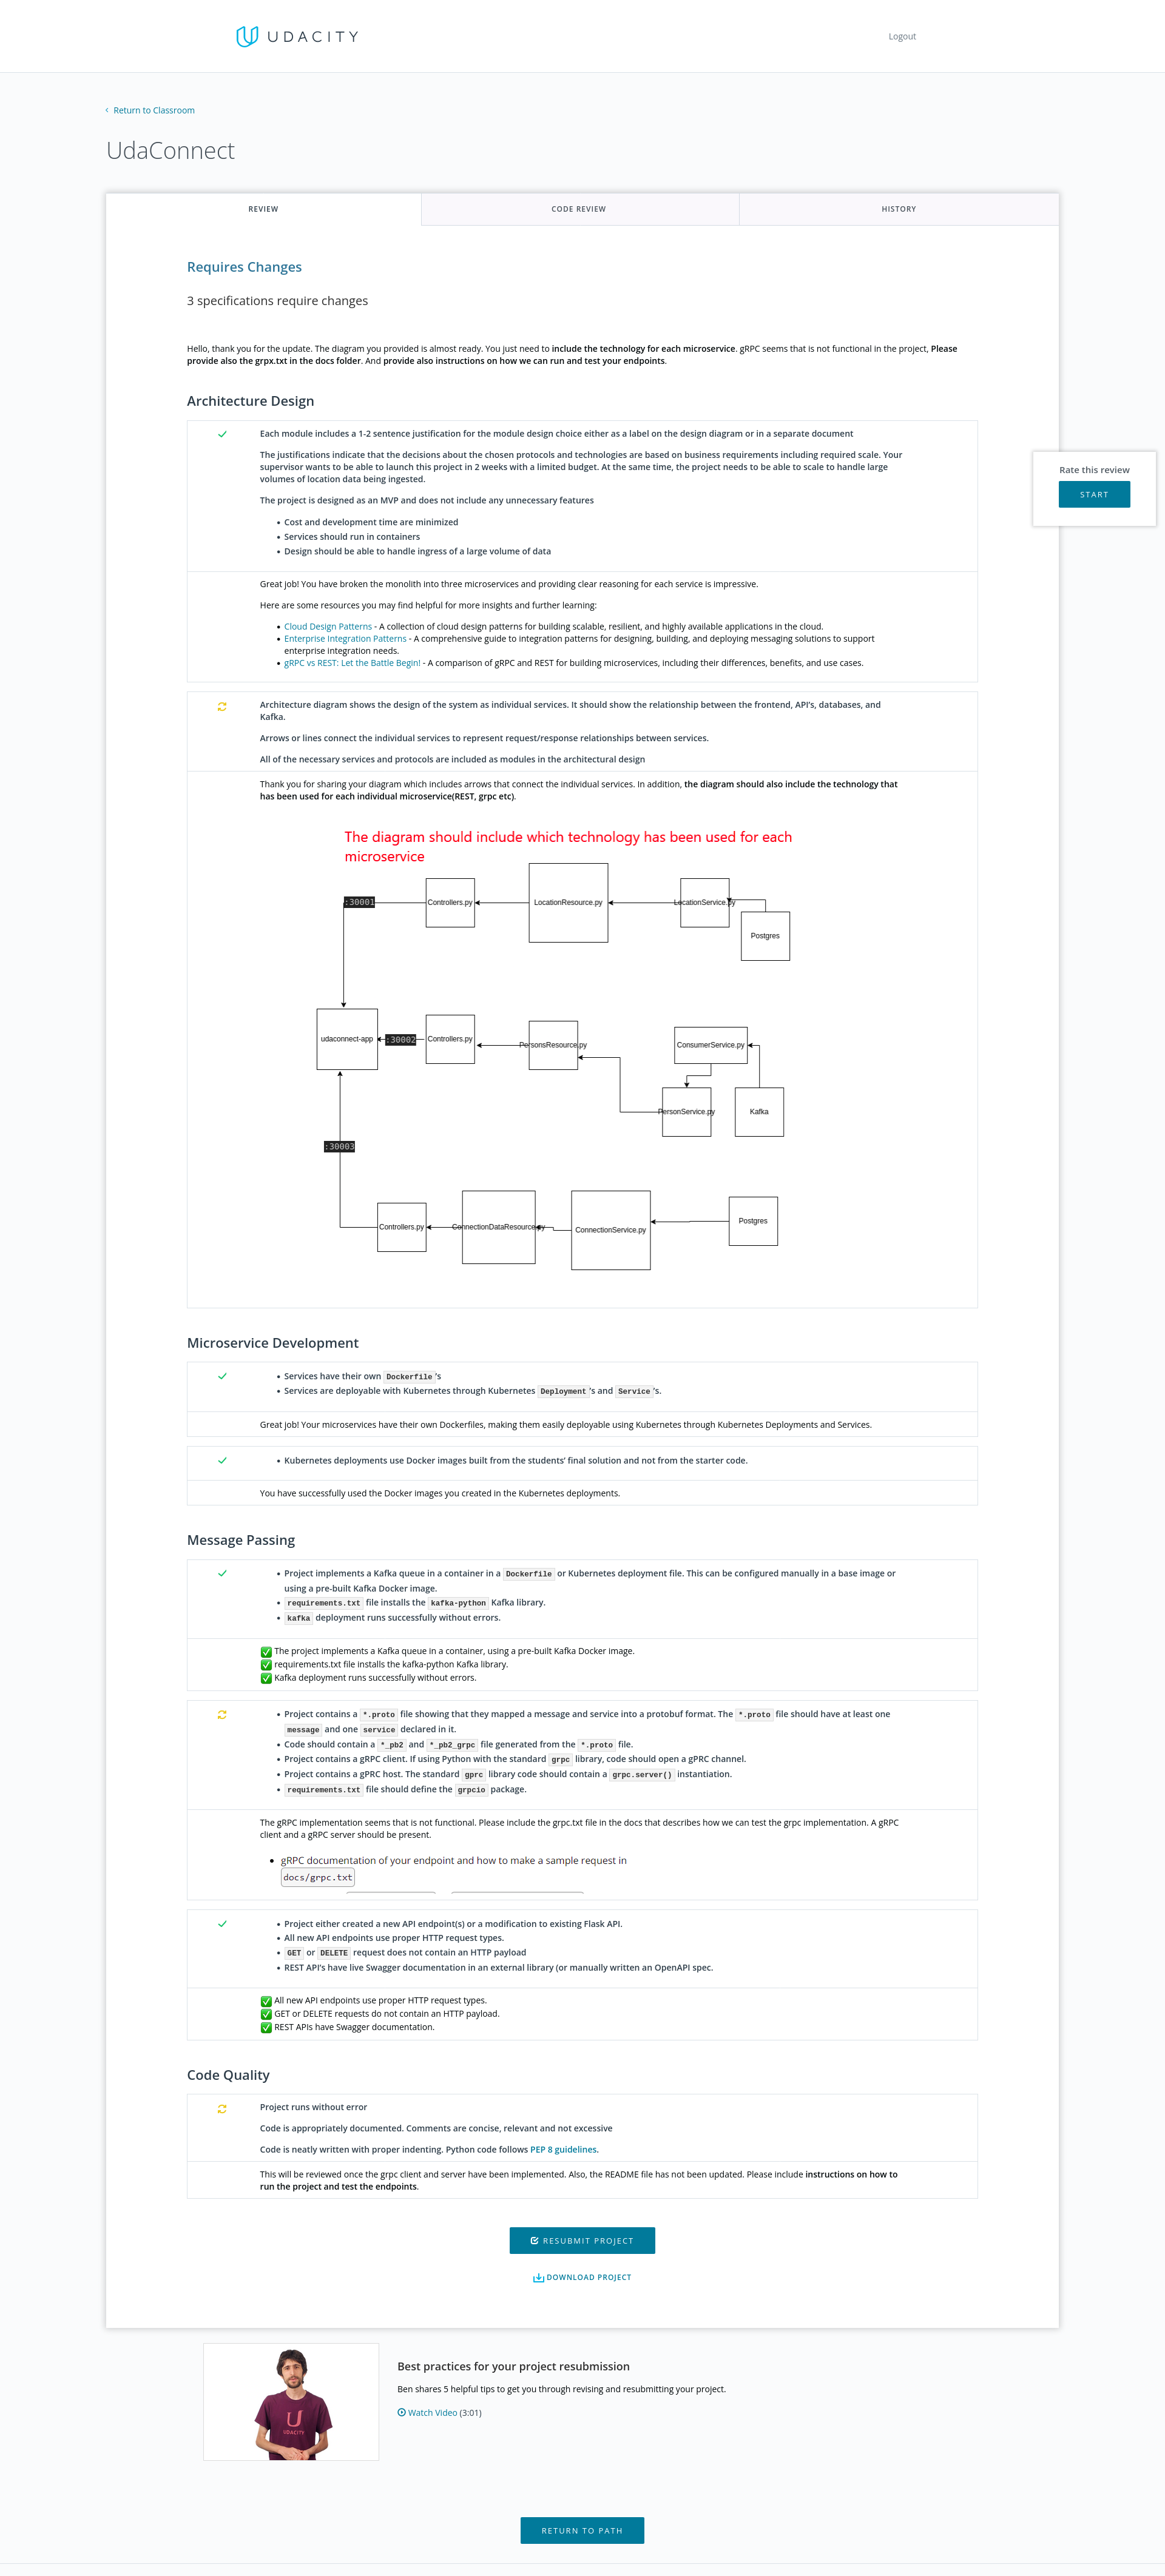 UDACITY
Logout
Return to Classroom
UdaConnect
REVIEW
CODE REVIEW
HISTORY
Requires Changes
3 specifications require changes
Hello, thank you for the update. The diagram you provided is almost ready. You just need to include the technology for each microservice. gRPC seems that is not functional in the project, Please
provide also the grpx.txt in the docs folder. And provide also instructions on how we can run and test your endpoints.
Architecture Design
Each module includes a 1-2 sentence justification for the module design choice either as a label on the design diagram or in a separate document
The justifications indicate that the decisions about the chosen protocols and technologies are based on business requirements including required scale. Your
supervisor wants to be able to launch this project in 2 weeks with a limited budget. At the same time, the project needs to be able to scale to handle large
volumes of location data being ingested.
The project is designed as an MVP and does not include any unnecessary features
• Cost and development time are minimized
• Services should run in containers
• Design should be able to handle ingress of a large volume of data
Rate this review
START
Great job! You have broken the monolith into three microservices and providing clear reasoning for each service is impressive.
Here are some resources you may find helpful for more insights and further learning:
• Cloud Design Patterns - A collection of cloud design patterns for building scalable, resilient, and highly available applications in the cloud.
• Enterprise Integration Patterns - A comprehensive guide to integration patterns for designing, building, and deploying messaging solutions to support
enterprise integration needs.
• gRPC vs REST: Let the Battle Begin! - A comparison of gRPC and REST for building microservices, including their differences, benefits, and use cases.
Architecture diagram shows the design of the system as individual services. It should show the relationship between the frontend, API's, databases, and
Kafka.
Arrows or lines connect the individual services to represent request/response relationships between services.
All of the necessary services and protocols are included as modules in the architectural design
Thank you for sharing your diagram which includes arrows that connect the individual services. In addition, the diagram should also include the technology that
has been used for each individual microservice(REST, grpc etc).
The diagram should include which technology has been used for each
microservice
:30001
Controllers.py
LocationResource.py
LocationService.py
Postgres
udaconnect-app
:30002
Controllers.py
PersonsResource.py
ConsumerService.py
PersonService.py
Kafka
:30003
Controllers.py
ConnectionDataResource.py
ConnectionService.py
Postgres
Microservice Development
• Services have their own Dockerfile 's
• Services are deployable with Kubernetes through Kubernetes Deployment 's and Service 's.
Great job! Your microservices have their own Dockerfiles, making them easily deployable using Kubernetes through Kubernetes Deployments and Services.
• Kubernetes deployments use Docker images built from the students' final solution and not from the starter code.
You have successfully used the Docker images you created in the Kubernetes deployments.
Message Passing
• Project implements a Kafka queue in a container in a Dockerfile or Kubernetes deployment file. This can be configured manually in a base image or
using a pre-built Kafka Docker image.
• requirements.txt file installs the kafka-python Kafka library.
• kafka deployment runs successfully without errors.
✅ The project implements a Kafka queue in a container, using a pre-built Kafka Docker image.
✅ requirements.txt file installs the kafka-python Kafka library.
✅ Kafka deployment runs successfully without errors.
• Project contains a *.proto file showing that they mapped a message and service into a protobuf format. The *.proto file should have at least one
message and one service declared in it.
• Code should contain a *_pb2 and *_pb2_grpc file generated from the *.proto file.
• Project contains a gRPC client. If using Python with the standard grpc library, code should open a gPRC channel.
• Project contains a gPRC host. The standard gprc library code should contain a grpc.server() instantiation.
• requirements.txt file should define the grpcio package.
The gRPC implementation seems that is not functional. Please include the grpc.txt file in the docs that describes how we can test the grpc implementation. A gRPC
client and a gRPC server should be present.
• gRPC documentation of your endpoint and how to make a sample request in
docs/grpc.txt
• Project either created a new API endpoint(s) or a modification to existing Flask API.
• All new API endpoints use proper HTTP request types.
• GET or DELETE request does not contain an HTTP payload
• REST API's have live Swagger documentation in an external library (or manually written an OpenAPI spec.
✅ All new API endpoints use proper HTTP request types.
✅ GET or DELETE requests do not contain an HTTP payload.
✅ REST APIs have Swagger documentation.
Code Quality
Project runs without error
Code is appropriately documented. Comments are concise, relevant and not excessive
Code is neatly written with proper indenting. Python code follows PEP 8 guidelines.
This will be reviewed once the grpc client and server have been implemented. Also, the README file has not been updated. Please include instructions on how to
run the project and test the endpoints.
RESUBMIT PROJECT
DOWNLOAD PROJECT
UDACITY
Best practices for your project resubmission
Ben shares 5 helpful tips to get you through revising and resubmitting your project.
Watch Video (3:01)
RETURN TO PATH